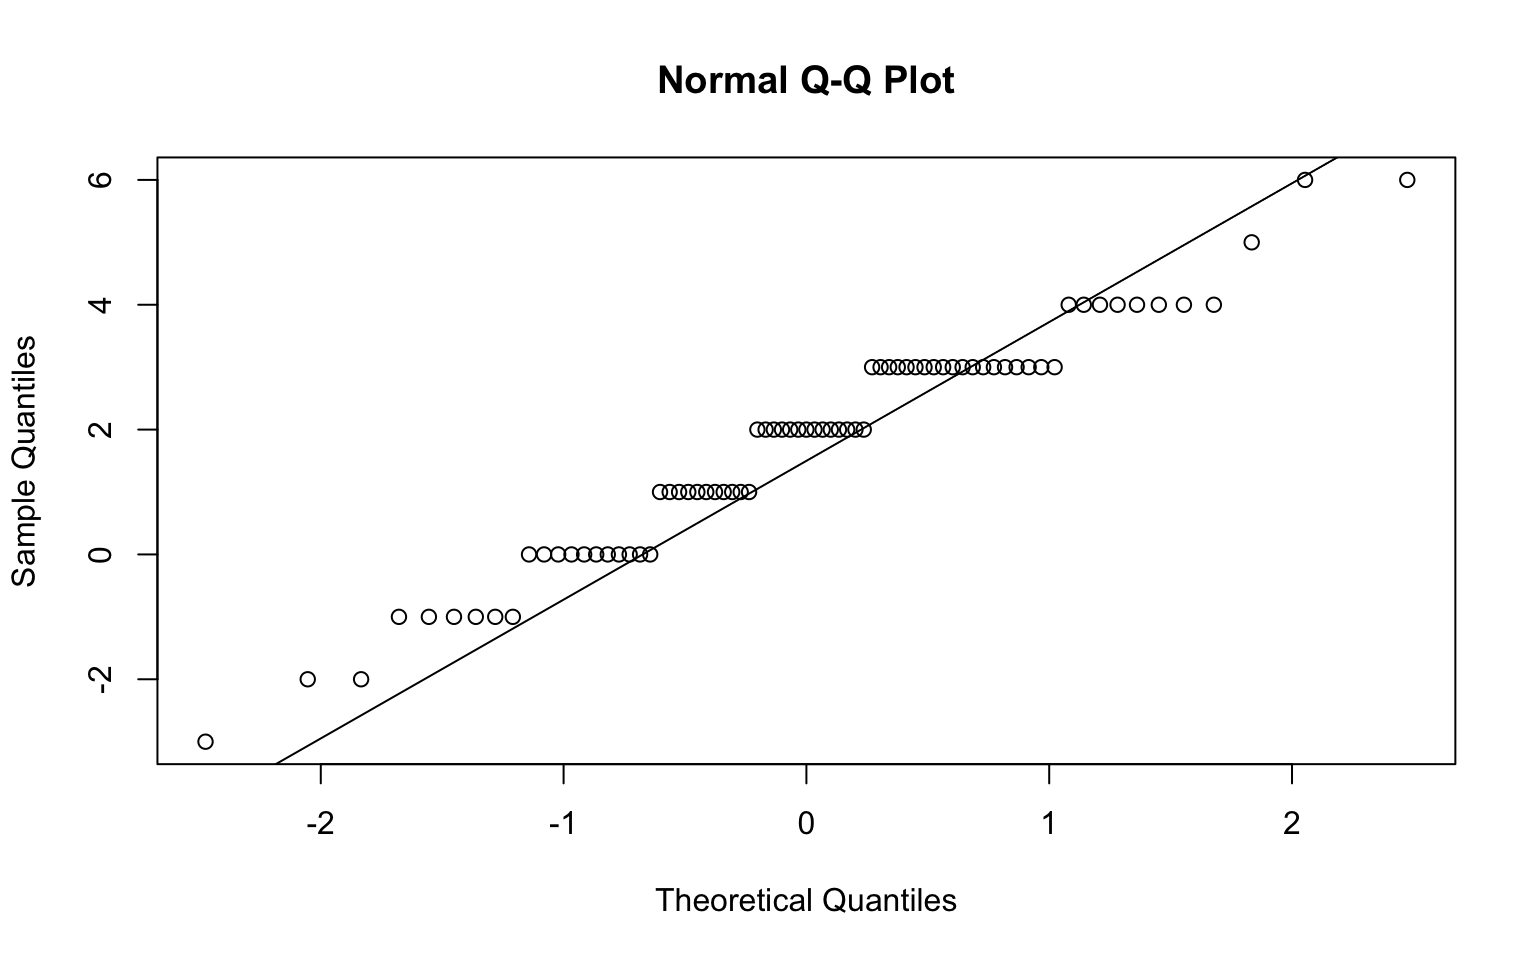 Normal Q-Q Plot
6
4
2
0
-2
Sample Quantiles
-2 -1 0 1 2
Theoretical Quantiles